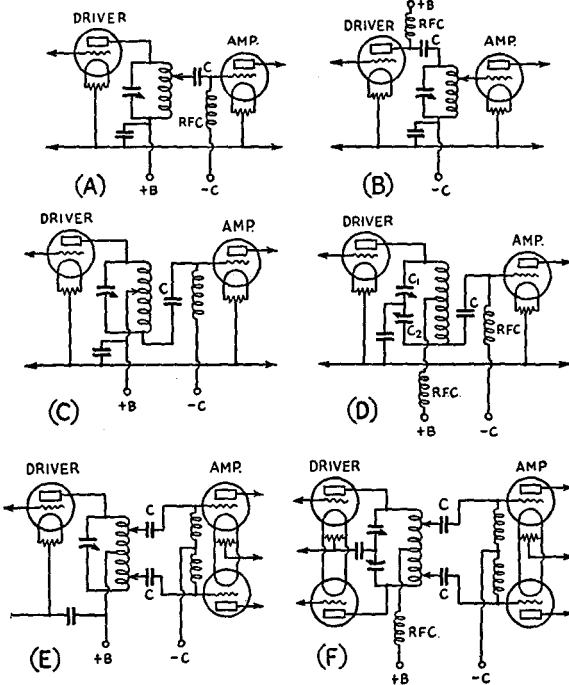 DRIVER
AMP.
C
RFC
+B
-C
(A)
+B
RFC
DRIVER
C
AMP.
-C
(B)
DRIVER
AMP.
C
+B
-C
(C)
DRIVER
AMP.
C₁
C
C₂
RFC
RFC.
+B
-C
(D)
DRIVER
AMP.
C
C
+B
-C
(E)
DRIVER
AMP
C
C
RFC.
+B
-C
(F)